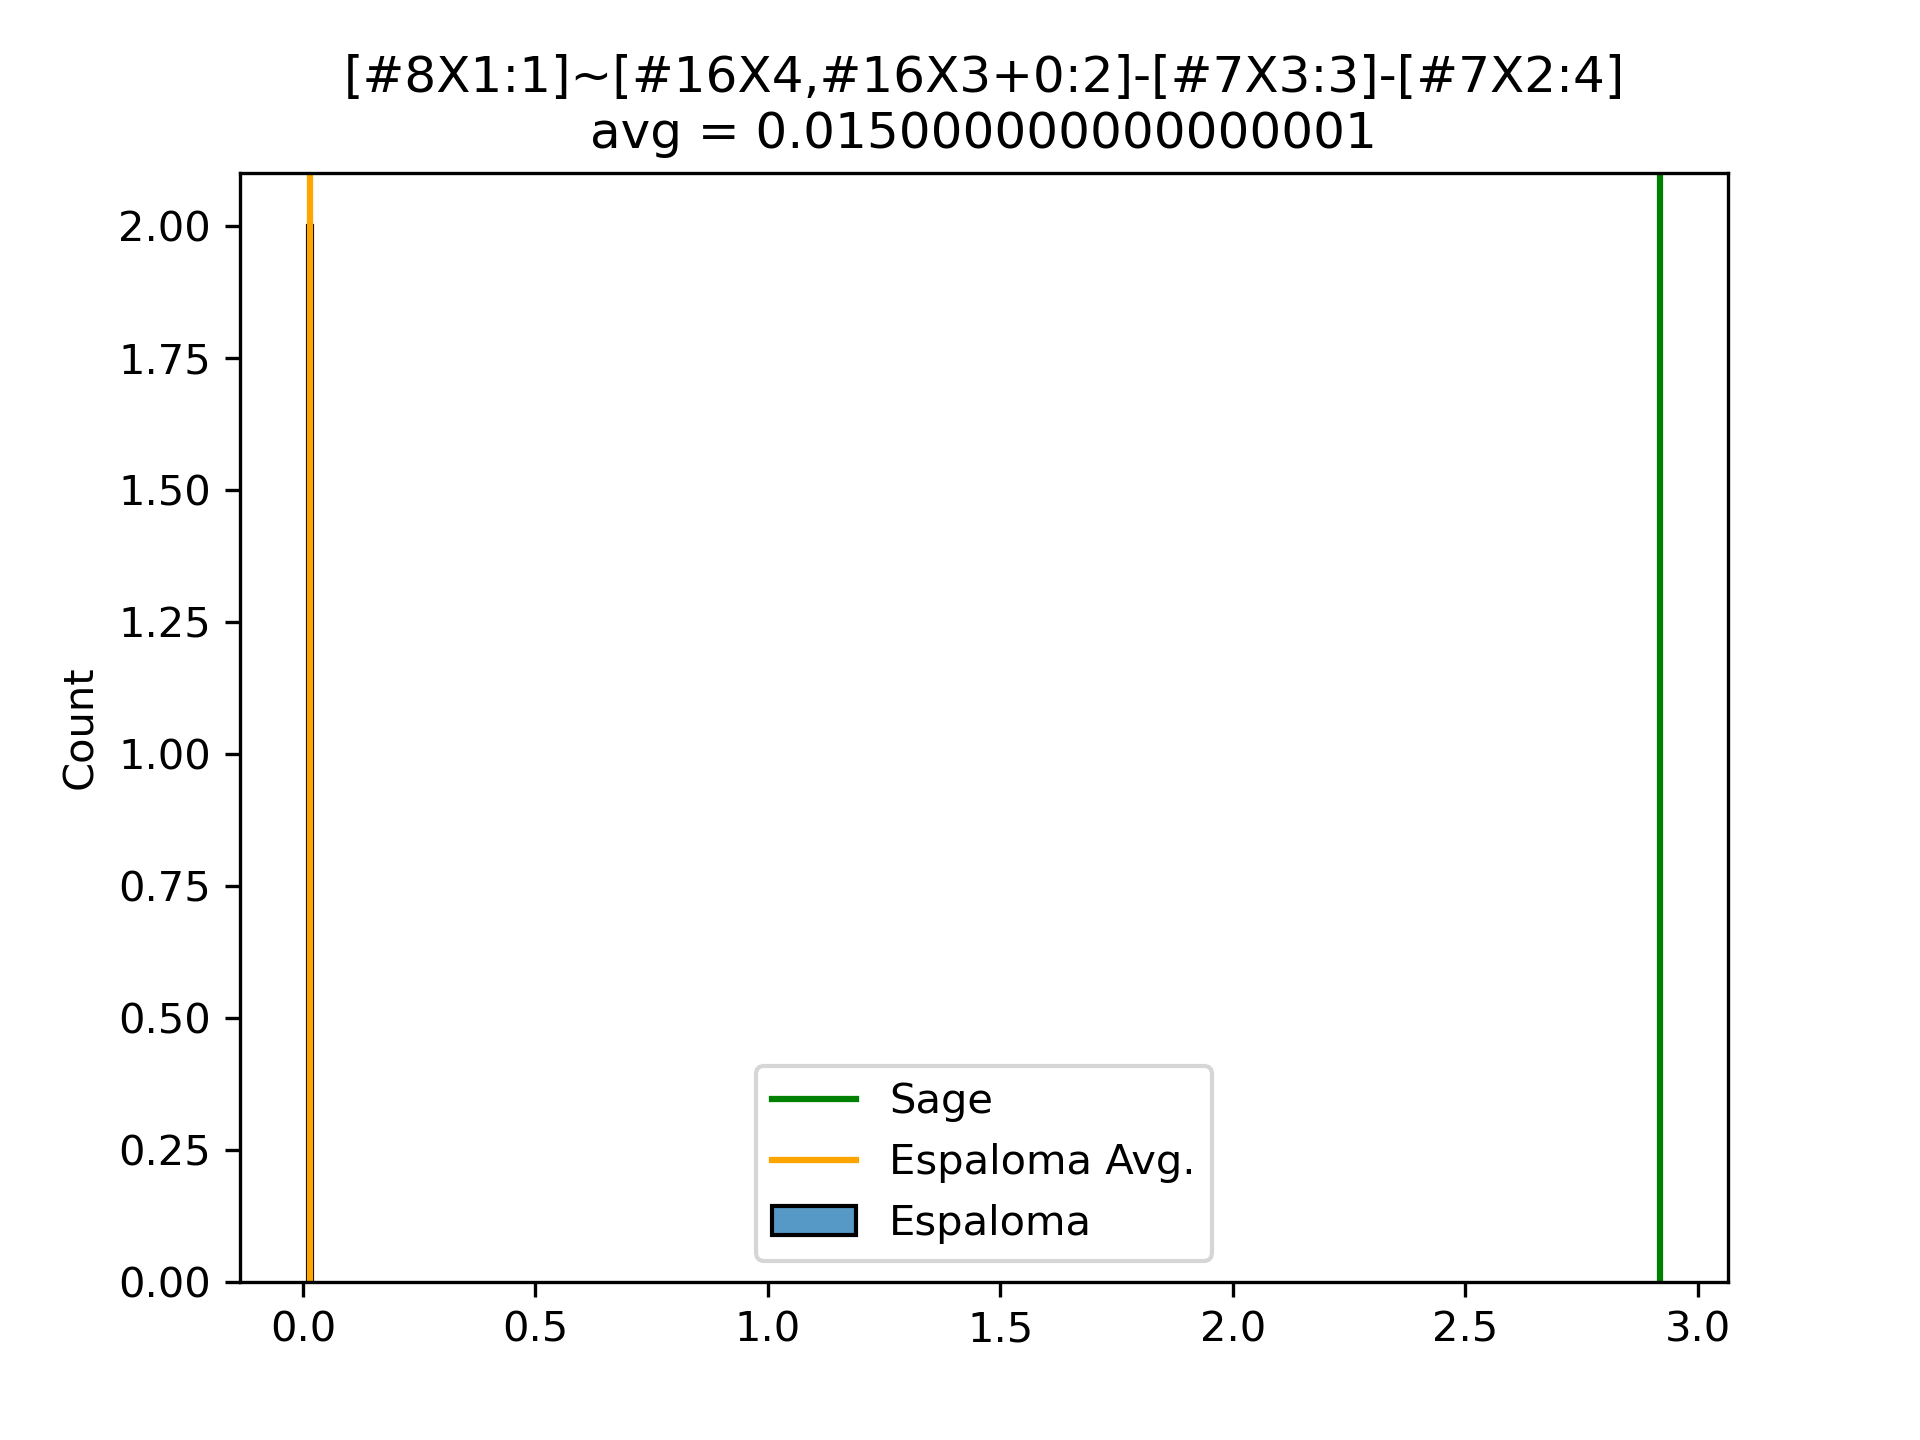 [#8X1:1]~[#16X4,#16X3+0:2]-[#7X3:3]-[#7X2:4]
avg = 0.015000000000000001
2.00
1.75
1.50
1.25
1.00
0.75
0.50
0.25
0.00
Count
Sage
Espaloma Avg.
Espaloma
0.0 0.5 1.0 1.5 2.0 2.5 3.0